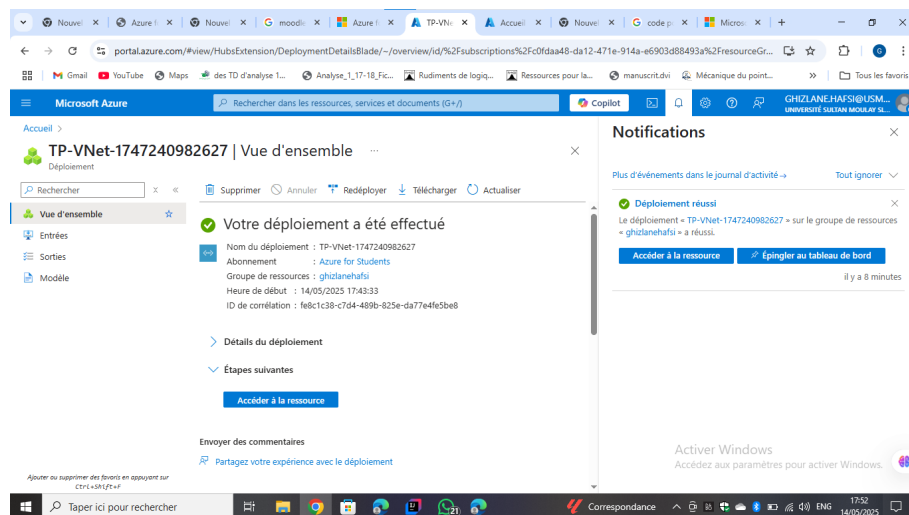 Nouvel
Azure f
Nouvel
moodle
Azure f
TP-VNe
Accueil
Nouvel
code p
Micros
portal.azure.com/#view/HubsExtension/DeploymentDetailsBlade/~/overview/id/%2Fsubscriptions%2Fc0fdaa48-da12-471e-914a-e6903d88493a%2FresourceGr...
G
Gmail
YouTube
Maps
des TD d'analyse 1...
Analyse_1_17-18_Fic...
Rudiments de logiq...
Ressources pour la...
manuscrit.dvi
Mécanique du point...
»
Tous les favoris
Microsoft Azure
Rechercher dans les ressources, services et documents (G+/)
Copilot
GHIZLANE.HAFSI@USM...
UNIVERSITÉ SULTAN MOULAY SL...
Accueil >
TP-VNet-1747240982627 | Vue d'ensemble ...
Déploiement
Rechercher
«
Vue d'ensemble
Entrées
Sorties
Modèle
Ajouter ou supprimer des favoris en appuyant sur
Ctrl+Shift+F
Supprimer
Annuler
Redéployer
Télécharger
Actualiser
Votre déploiement a été effectué
Nom du déploiement : TP-VNet-1747240982627
Abonnement : Azure for Students
Groupe de ressources : ghizlanehafsi
Heure de début : 14/05/2025 17:43:33
ID de corrélation : fe8c1c38-c7d4-489b-825e-da77e4fe5be8
Détails du déploiement
Étapes suivantes
Accéder à la ressource
Envoyer des commentaires
Partagez votre expérience avec le déploiement
Notifications
Plus d'événements dans le journal d'activité →
Tout ignorer
Déploiement réussi
Le déploiement « TP-VNet-1747240982627 » sur le groupe de ressources
« ghizlanehafsi » a réussi.
Accéder à la ressource
Épingler au tableau de bord
il y a 8 minutes
Activer Windows
Accédez aux paramètres pour activer Windows.
Taper ici pour rechercher
21
Correspondance
ENG
17:52
14/05/2025